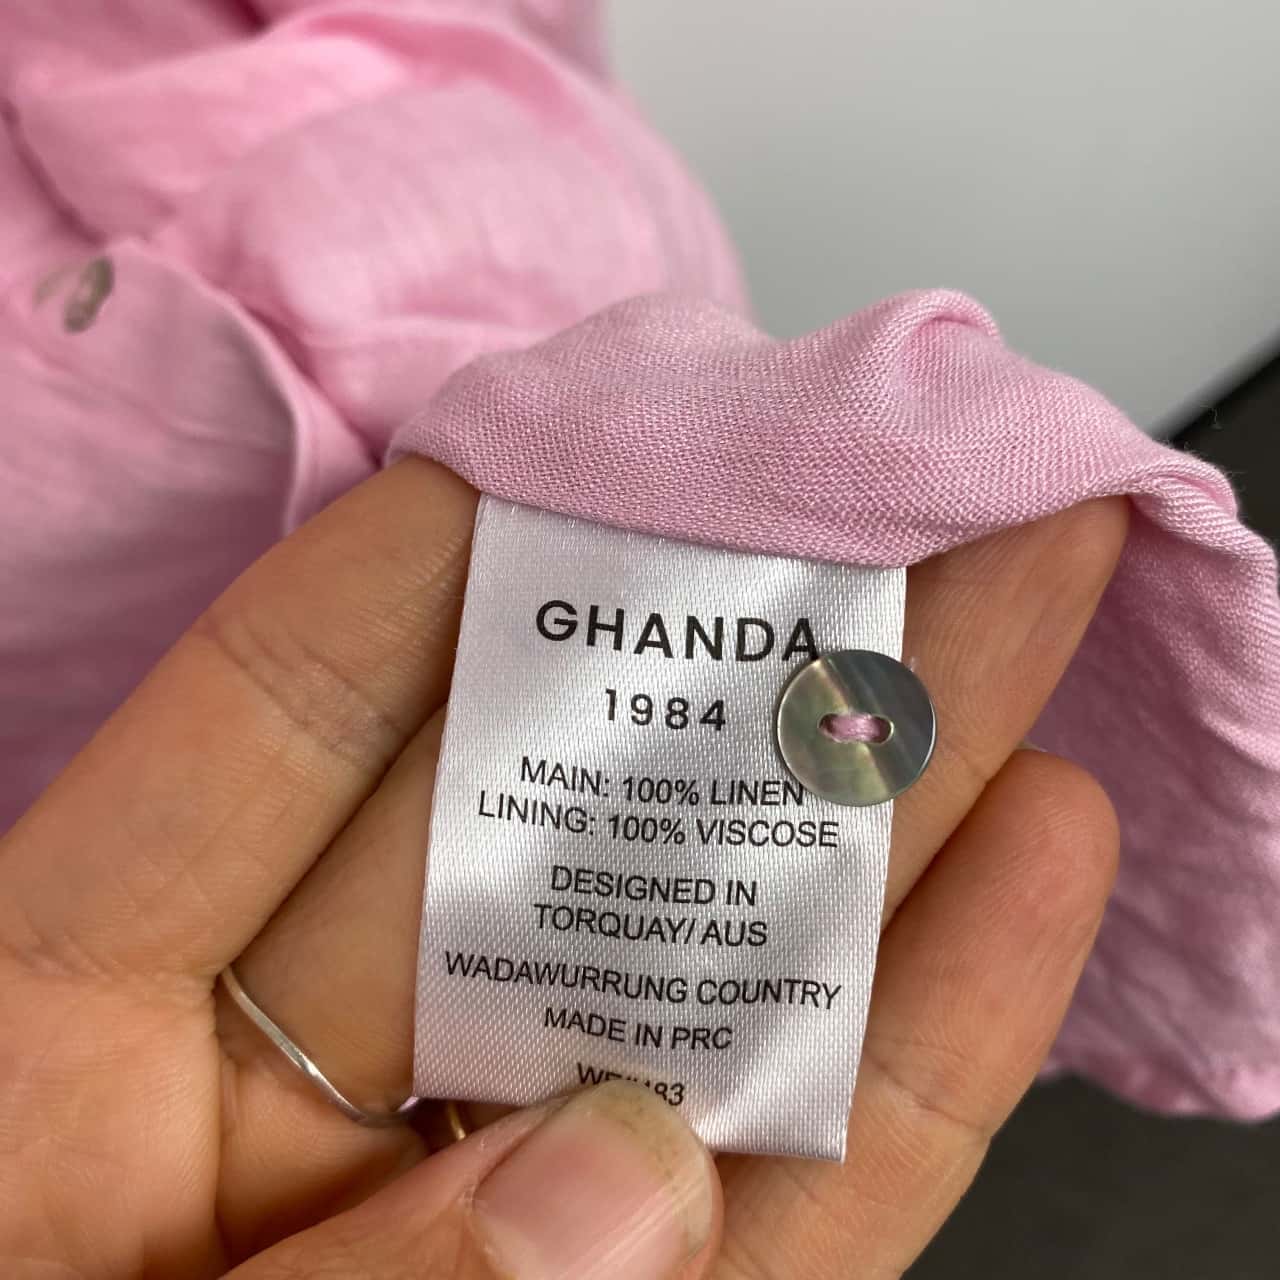 GHANDA
1984
MAIN: 100% LINEN
LINING: 100% VISCOSE
DESIGNED IN
TORQUAY/ AUS
WADAWURRUNG COUNTRY
MADE IN PRC